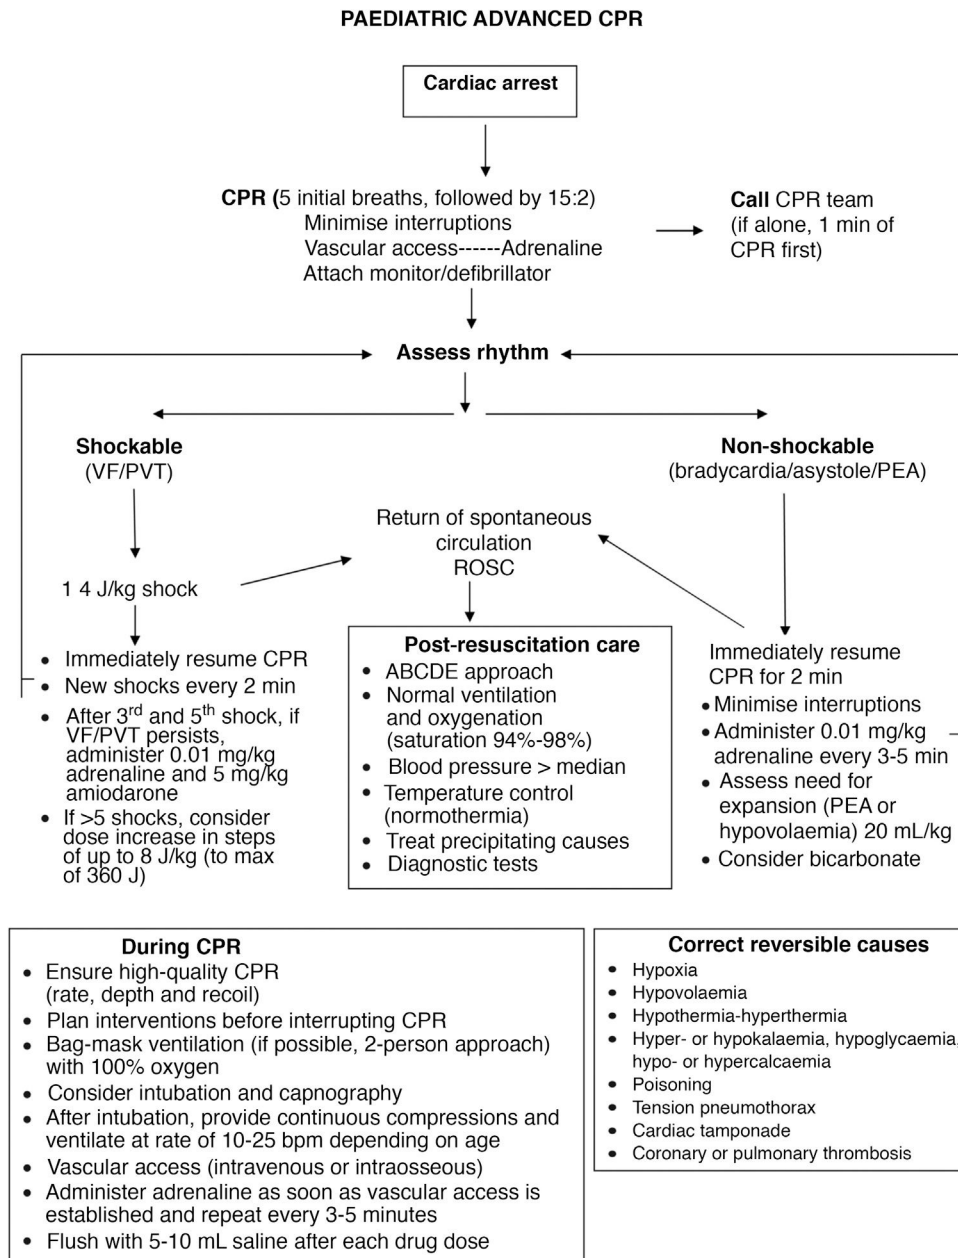 PAEDIATRIC ADVANCED CPR
Cardiac arrest
CPR (5 initial breaths, followed by 15:2)
Minimise interruptions
Vascular access------Adrenaline
Attach monitor/defibrillator
Call CPR team
(if alone, 1 min of
CPR first)
Assess rhythm
Shockable
(VF/PVT)
Non-shockable
(bradycardia/asystole/PEA)
Return of spontaneous
circulation
ROSC
1 4 J/kg shock
• Immediately resume CPR
• New shocks every 2 min
• After 3rd and 5th shock, if
VF/PVT persists,
administer 0.01 mg/kg
adrenaline and 5 mg/kg
amiodarone
• If >5 shocks, consider
dose increase in steps
of up to 8 J/kg (to max
of 360 J)
Post-resuscitation care
• ABCDE approach
• Normal ventilation
and oxygenation
(saturation 94%-98%)
• Blood pressure > median
• Temperature control
(normothermia)
• Treat precipitating causes
• Diagnostic tests
Immediately resume
CPR for 2 min
• Minimise interruptions
• Administer 0.01 mg/kg
adrenaline every 3-5 min
• Assess need for
expansion (PEA or
hypovolaemia) 20 mL/kg
• Consider bicarbonate
During CPR
• Ensure high-quality CPR
(rate, depth and recoil)
• Plan interventions before interrupting CPR
• Bag-mask ventilation (if possible, 2-person approach)
with 100% oxygen
• Consider intubation and capnography
• After intubation, provide continuous compressions and
ventilate at rate of 10-25 bpm depending on age
• Vascular access (intravenous or intraosseous)
• Administer adrenaline as soon as vascular access is
established and repeat every 3-5 minutes
• Flush with 5-10 mL saline after each drug dose
Correct reversible causes
• Hypoxia
• Hypovolaemia
• Hypothermia-hyperthermia
• Hyper- or hypokalaemia, hypoglycaemia,
hypo- or hypercalcaemia
• Poisoning
• Tension pneumothorax
• Cardiac tamponade
• Coronary or pulmonary thrombosis